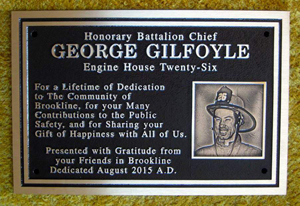 Honorary Battalion Chief
GEORGE GILFOYLE
Engine House Twenty-Six
For a Lifetime of Dedication
to The Community of
Brookline, for your Many
Contributions to the Public
Safety, and for Sharing your
Gift of Happiness with All of Us.
Presented with Gratitude from
your Friends in Brookline
Dedicated August 2015 A.D.